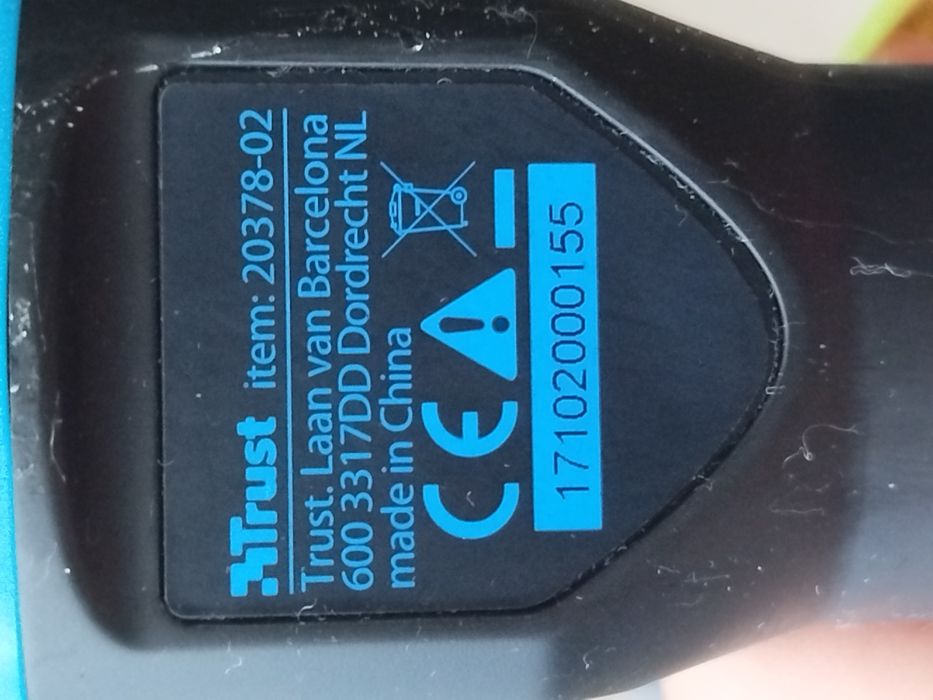 Trust item: 20378-02
Trust. Laan van Barcelona
600 3317DD Dordrecht NL
made in China
CE
17102000155